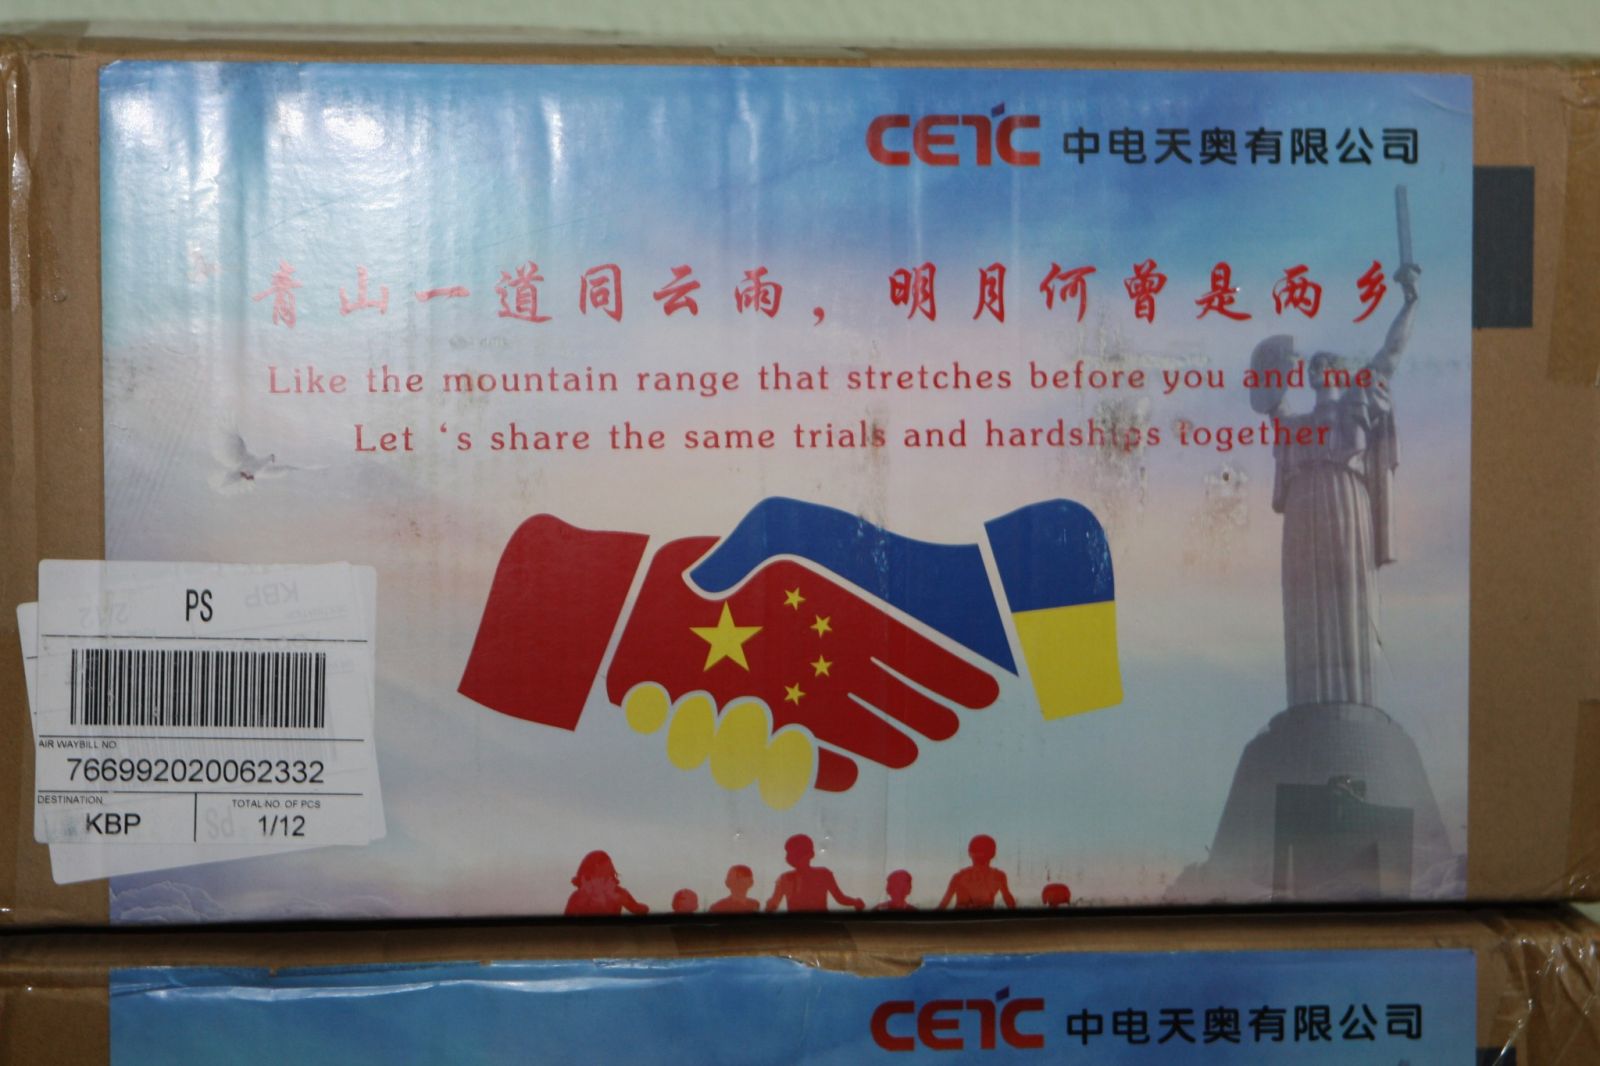 CETC 中电天奥有限公司
青山一道同云雨，明月何曾是两乡
Like the mountain range that stretches before you and me.
Let ‘s share the same trials and hardships together
PS
AIR WAYBILL NO
766992020062332
DESTINATION
KBP
TOTAL NO. OF PCS
1/12
CETC 中电天奥有限公司